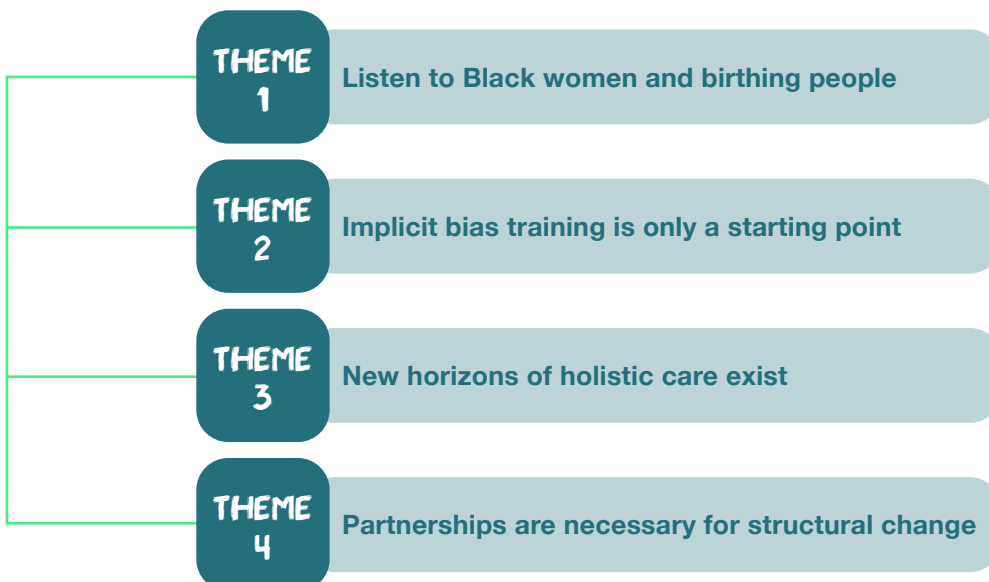 THEME
1
Listen to Black women and birthing people
THEME
2
Implicit bias training is only a starting point
THEME
3
New horizons of holistic care exist
THEME
4
Partnerships are necessary for structural change